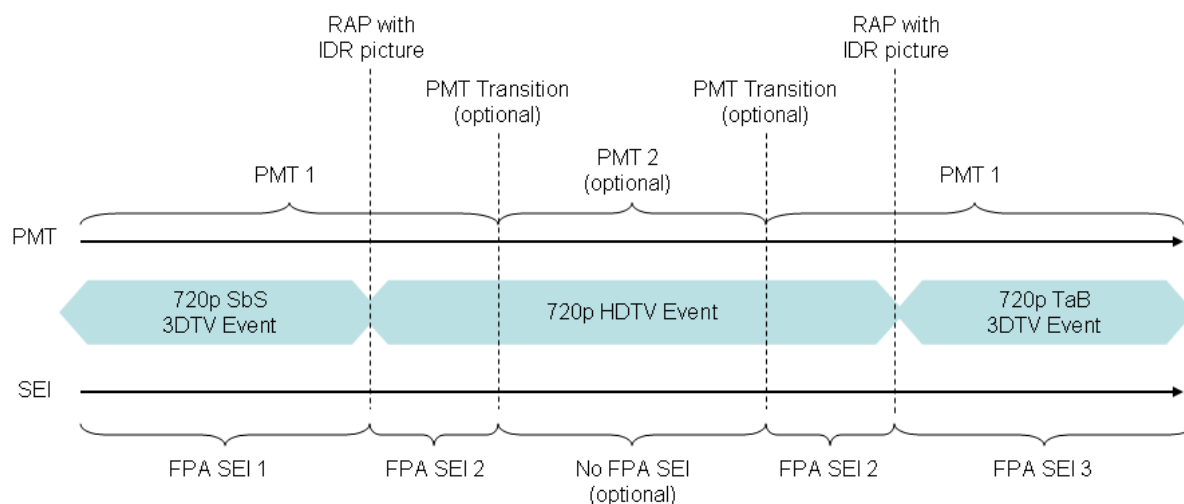 RAP with
IDR picture
RAP with
IDR picture
PMT Transition
(optional)
PMT Transition
(optional)
PMT 1
PMT 2
(optional)
PMT 1
PMT
720p SbS
3DTV Event
720p HDTV Event
720p TaB
3DTV Event
SEI
FPA SEI 1
FPA SEI 2
No FPA SEI
(optional)
FPA SEI 2
FPA SEI 3